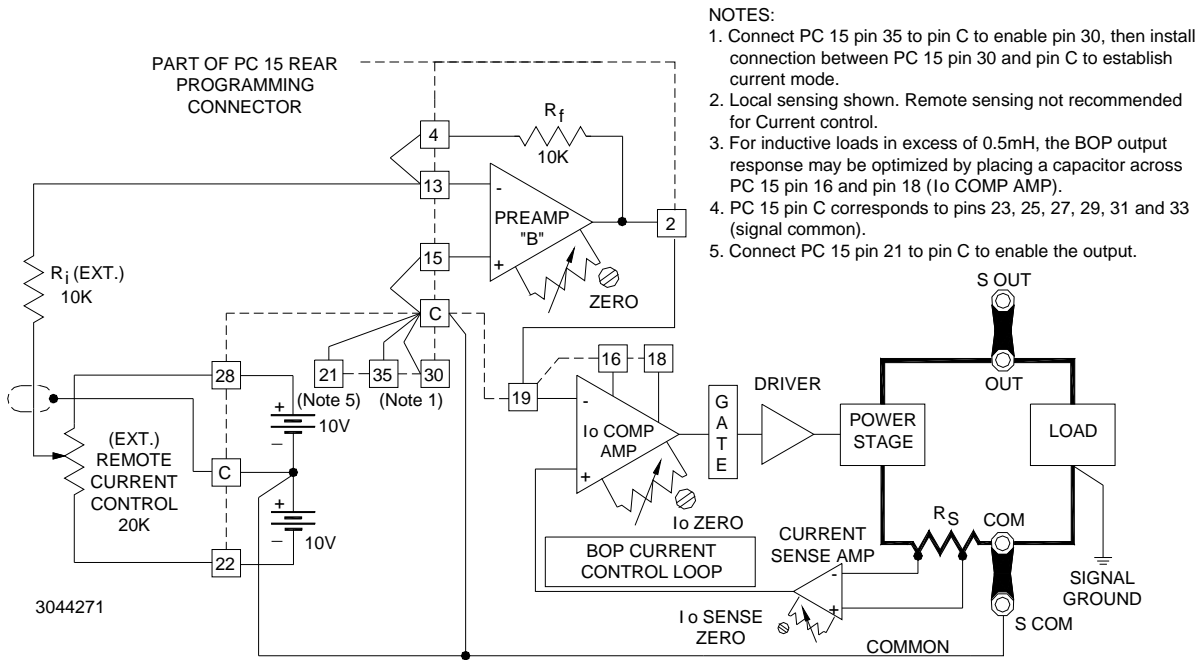 NOTES:
1. Connect PC 15 pin 35 to pin C to enable pin 30, then install
connection between PC 15 pin 30 and pin C to establish
current mode.
2. Local sensing shown. Remote sensing not recommended
for Current control.
3. For inductive loads in excess of 0.5mH, the BOP output
response may be optimized by placing a capacitor across
PC 15 pin 16 and pin 18 (Io COMP AMP).
4. PC 15 pin C corresponds to pins 23, 25, 27, 29, 31 and 33
(signal common).
5. Connect PC 15 pin 21 to pin C to enable the output.
PART OF PC 15 REAR
PROGRAMMING
CONNECTOR
4
Rf
10K
13
-
PREAMP
"B"
+
2
15
ZERO
C
Ri (EXT.)
10K
28
21
35
30
(Note 5)
(Note 1)
+
10V
–
(EXT.)
REMOTE
CURRENT
CONTROL
20K
C
+
10V
–
22
19
16
18
-
Io COMP
AMP
+
Io ZERO
GATE
DRIVER
POWER
STAGE
S OUT
OUT
LOAD
RS
COM
S COM
SIGNAL
GROUND
BOP CURRENT
CONTROL LOOP
CURRENT
SENSE AMP
-
+
Io SENSE
ZERO
COMMON
3044271